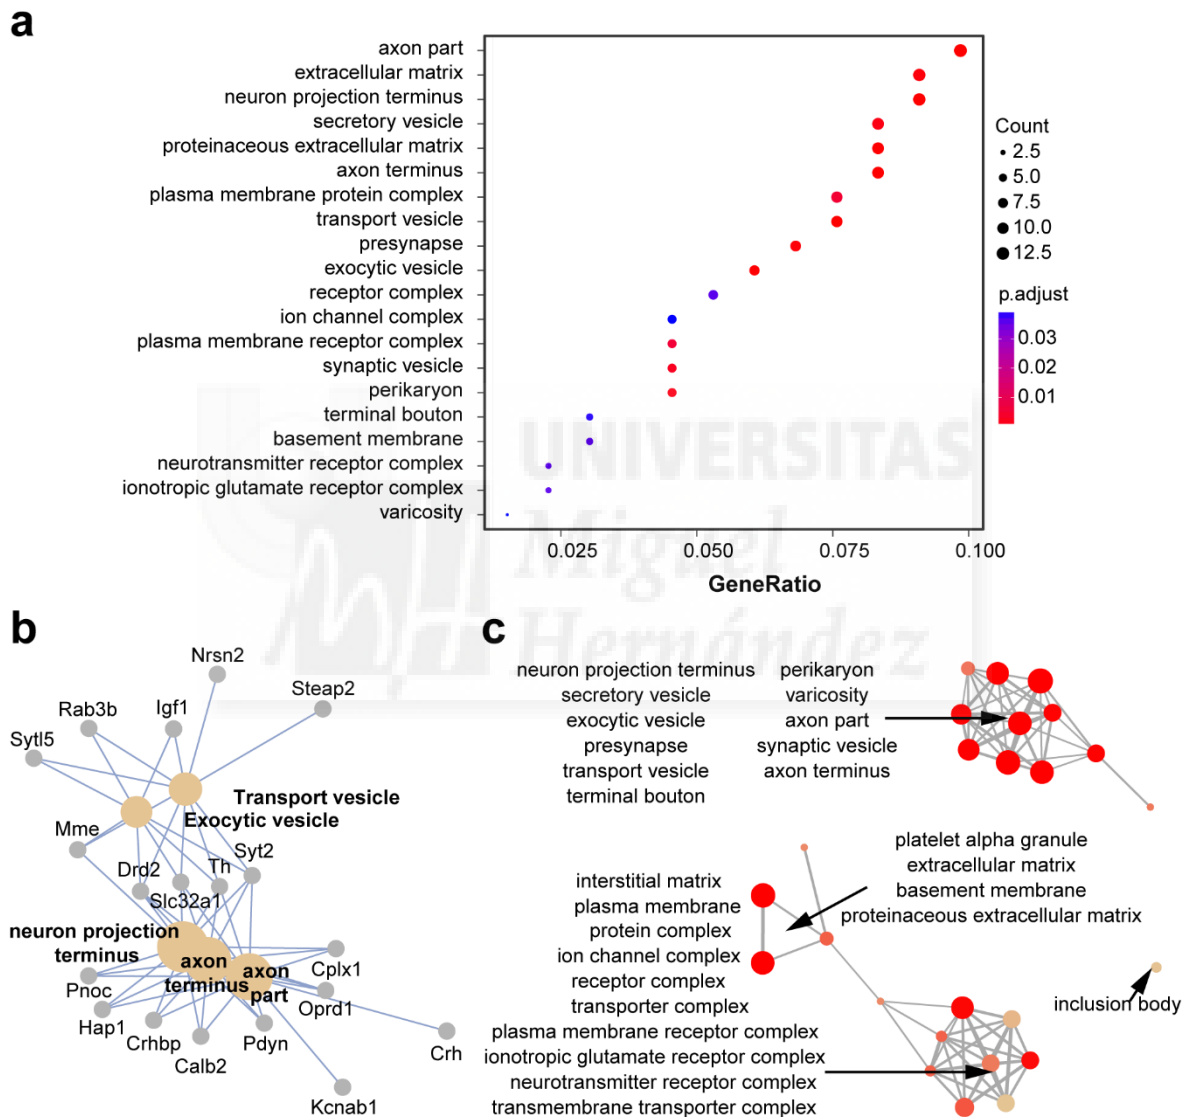 a
axon part
extracellular matrix
neuron projection terminus
secretory vesicle
proteinaceous extracellular matrix
axon terminus
plasma membrane protein complex
transport vesicle
presynapse
exocytic vesicle
receptor complex
ion channel complex
plasma membrane receptor complex
synaptic vesicle
perikaryon
terminal bouton
basement membrane
neurotransmitter receptor complex
ionotropic glutamate receptor complex
varicosity
0.025 0.050 0.075 0.100
GeneRatio
Count
2.5
5.0
7.5
10.0
12.5
p.adjust
0.03
0.02
0.01
UNIVERSITAS
Miguel
Hernández
b
Nrsn2
Steap2
Rab3b
Igf1
Sytl5
Transport vesicle
Exocytic vesicle
Mme
Drd2
Th
Syt2
Slc32a1
neuron projection
terminus
axon
terminus
axon
part
Cplx1
Pnoc
Oprd1
Hap1
Crhbp
Calb2
Pdyn
Crh
Kcnab1
c
neuron projection terminus
secretory vesicle
exocytic vesicle
presynapse
transport vesicle
terminal bouton
perikaryon
varicosity
axon part
synaptic vesicle
axon terminus
platelet alpha granule
extracellular matrix
basement membrane
proteinaceous extracellular matrix
interstitial matrix
plasma membrane
protein complex
ion channel complex
receptor complex
transporter complex
plasma membrane receptor complex
ionotropic glutamate receptor complex
neurotransmitter receptor complex
transmembrane transporter complex
inclusion body